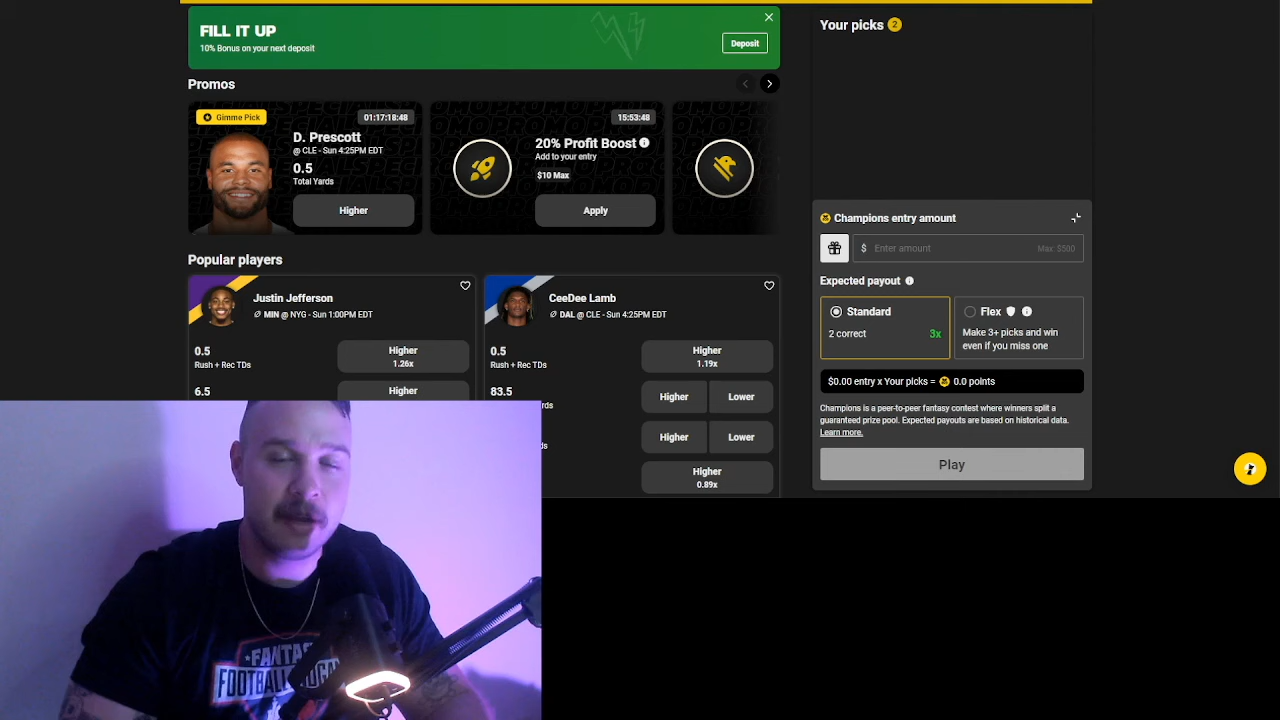 FILL IT UP
10% Bonus on your next deposit
Deposit
Promos
Gimme Pick
01:17:18:48
D. Prescott
@ CLE - Sun 4:25PM EDT
0.5
Total Yards
Higher
15:53:48
20% Profit Boost
Add to your entry
$10 Max
Apply
Popular players
Justin Jefferson
MIN @ NYG - Sun 1:00PM EDT
0.5
Rush + Rec TDs
Higher
1.26x
6.5
Higher
CeeDee Lamb
DAL @ CLE - Sun 4:25PM EDT
0.5
Rush + Rec TDs
Higher
1.19x
83.5
Higher
Lower
Higher
Lower
Higher
0.89x
Your picks 2
Champions entry amount
$ Enter amount
Max: $500
Expected payout
Standard
2 correct 3x
Flex
Make 3+ picks and win
even if you miss one
$0.00 entry x Your picks = 0.0 points
Champions is a peer-to-peer fantasy contest where winners split a
guaranteed prize pool. Expected payouts are based on historical data.
Learn more.
Play
FOOTBALL